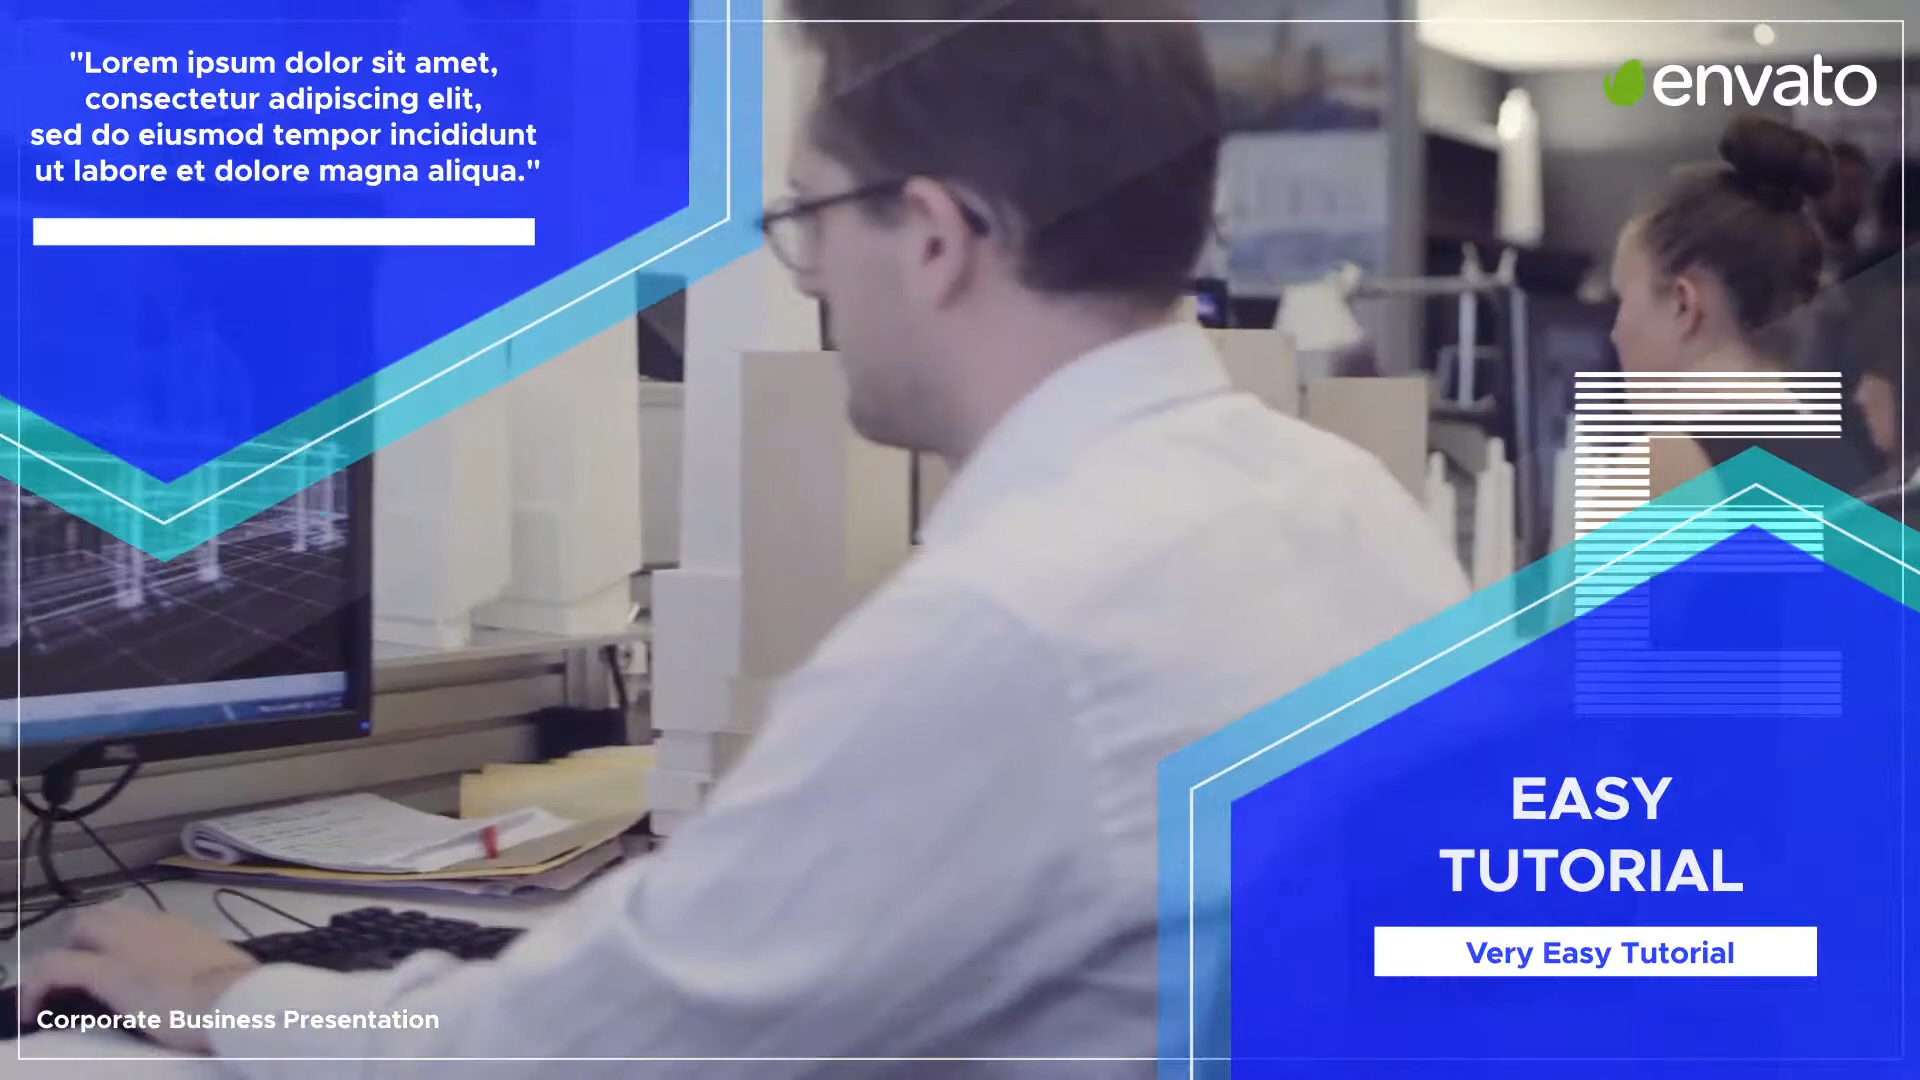 "Lorem ipsum dolor sit amet,
consectetur adipiscing elit,
sed do eiusmod tempor incididunt
ut labore et dolore magna aliqua."
envato
E
EASY
TUTORIAL
Very Easy Tutorial
Corporate Business Presentation